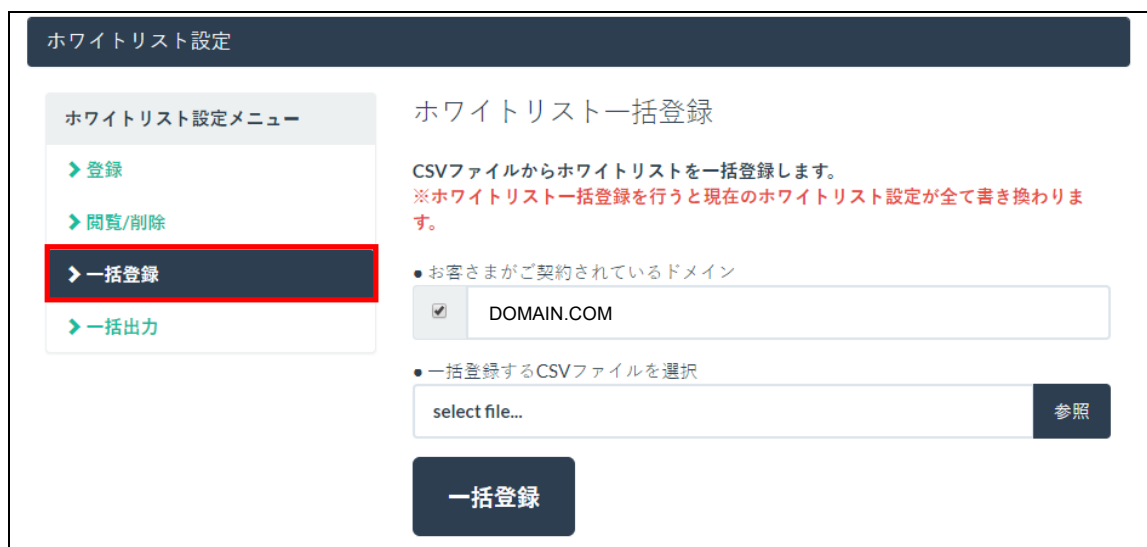 ホワイトリスト設定
ホワイトリスト設定メニュー
登録
閲覧/削除
一括登録
一括出力
ホワイトリスト一括登録
CSVファイルからホワイトリストを一括登録します。
※ホワイトリスト一括登録を行うと現在のホワイトリスト設定が全て書き換わりま
す。
● お客さまがご契約されているドメイン
DOMAIN.COM
● 一括登録するCSVファイルを選択
select file...
参照
一括登録